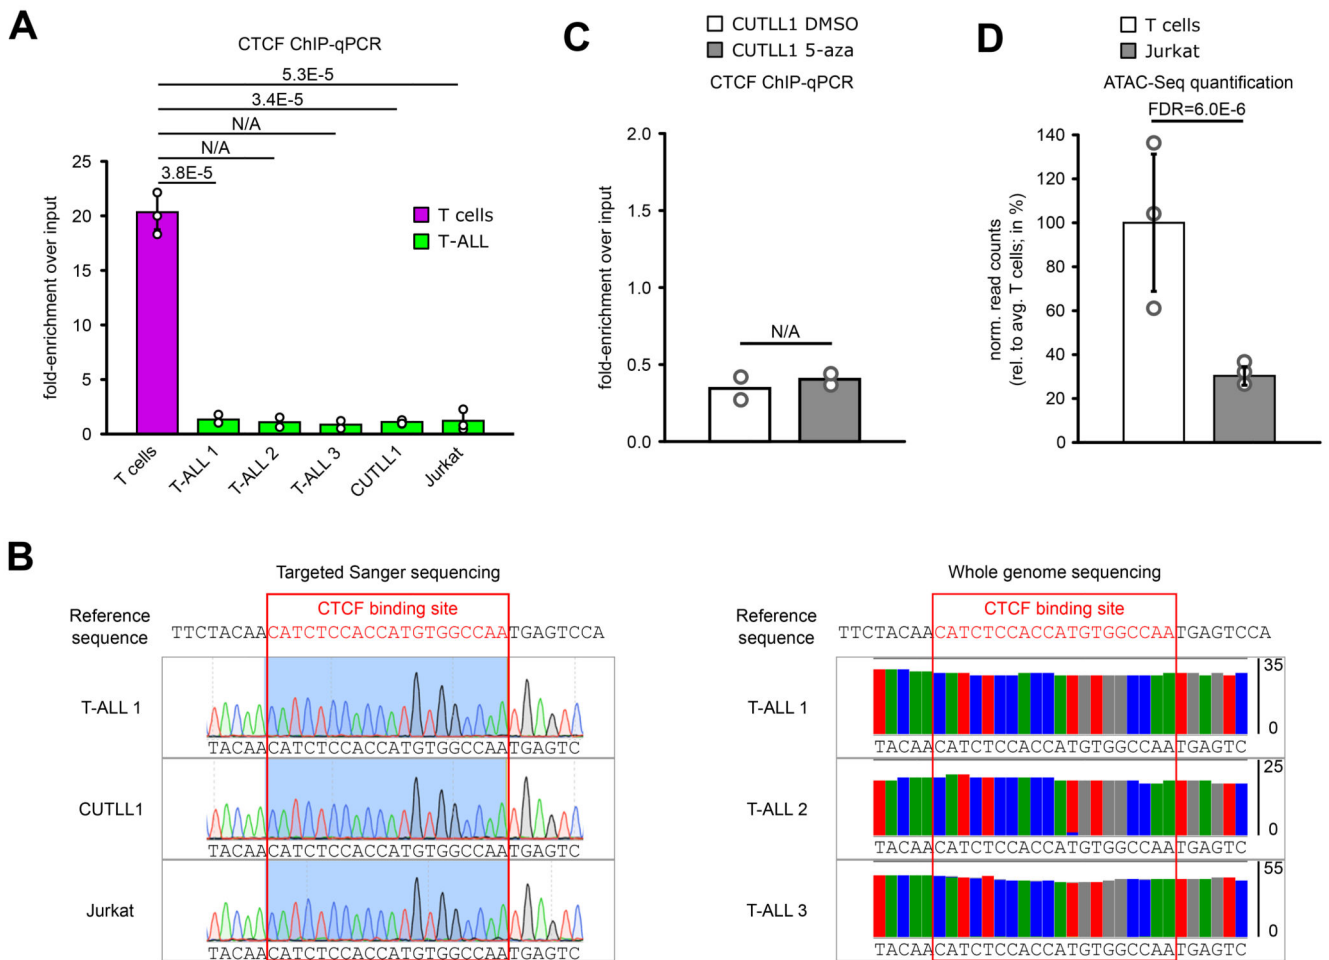 A
CTCF ChIP-qPCR
5.3E-5
3.4E-5
N/A
N/A
3.8E-5
fold-enrichment over input
25
20
15
10
5
0
T cells
T-ALL
T cells
T-ALL 1
T-ALL 2
T-ALL 3
CUTLL1
Jurkat
C
CUTLL1 DMSO
CUTLL1 5-aza
CTCF ChIP-qPCR
fold-enrichment over input
2.0
1.5
1.0
0.5
0.0
N/A
D
T cells
Jurkat
ATAC-Seq quantification
FDR=6.0E-6
norm. read counts
(rel. to avg. T cells; in %)
140
120
100
80
60
40
20
0
B
Targeted Sanger sequencing
CTCF binding site
Reference
sequence
TTCTACAACATCTCCACCATGTGGCCAATGAGTCCA
T-ALL 1
TACAACATCTCCACCATGTGGCCAATGAGTC
CUTLL1
TACAACATCTCCACCATGTGGCCAATGAGTC
Jurkat
TACAACATCTCCACCATGTGGCCAATGAGTC
Whole genome sequencing
CTCF binding site
Reference
sequence
TTCTACAACATCTCCACCATGTGGCCAATGAGTCCA
T-ALL 1
35
0
TACAACATCTCCACCATGTGGCCAATGAGTC
T-ALL 2
25
0
TACAACATCTCCACCATGTGGCCAATGAGTC
T-ALL 3
55
0
TACAACATCTCCACCATGTGGCCAATGAGTC